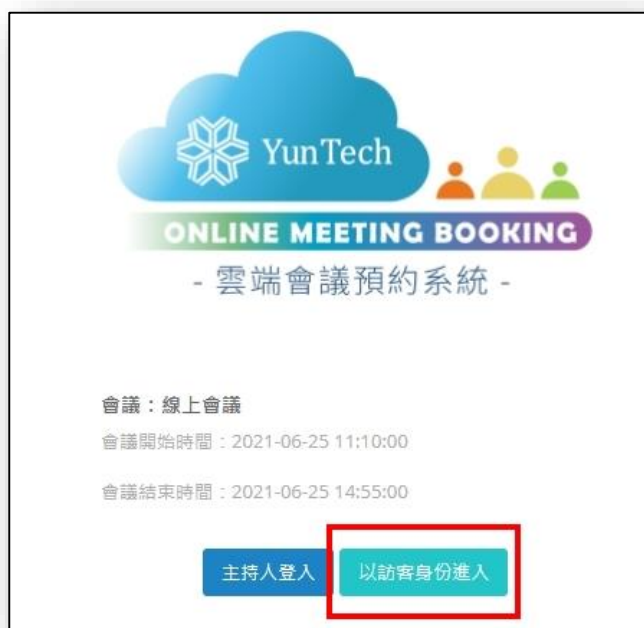 YunTech
ONLINE MEETING BOOKING
- 雲端會議預約系統 -
會議：線上會議
會議開始時間：2021-06-25 11:10:00
會議結束時間：2021-06-25 14:55:00
主持人登入 以訪客身份進入